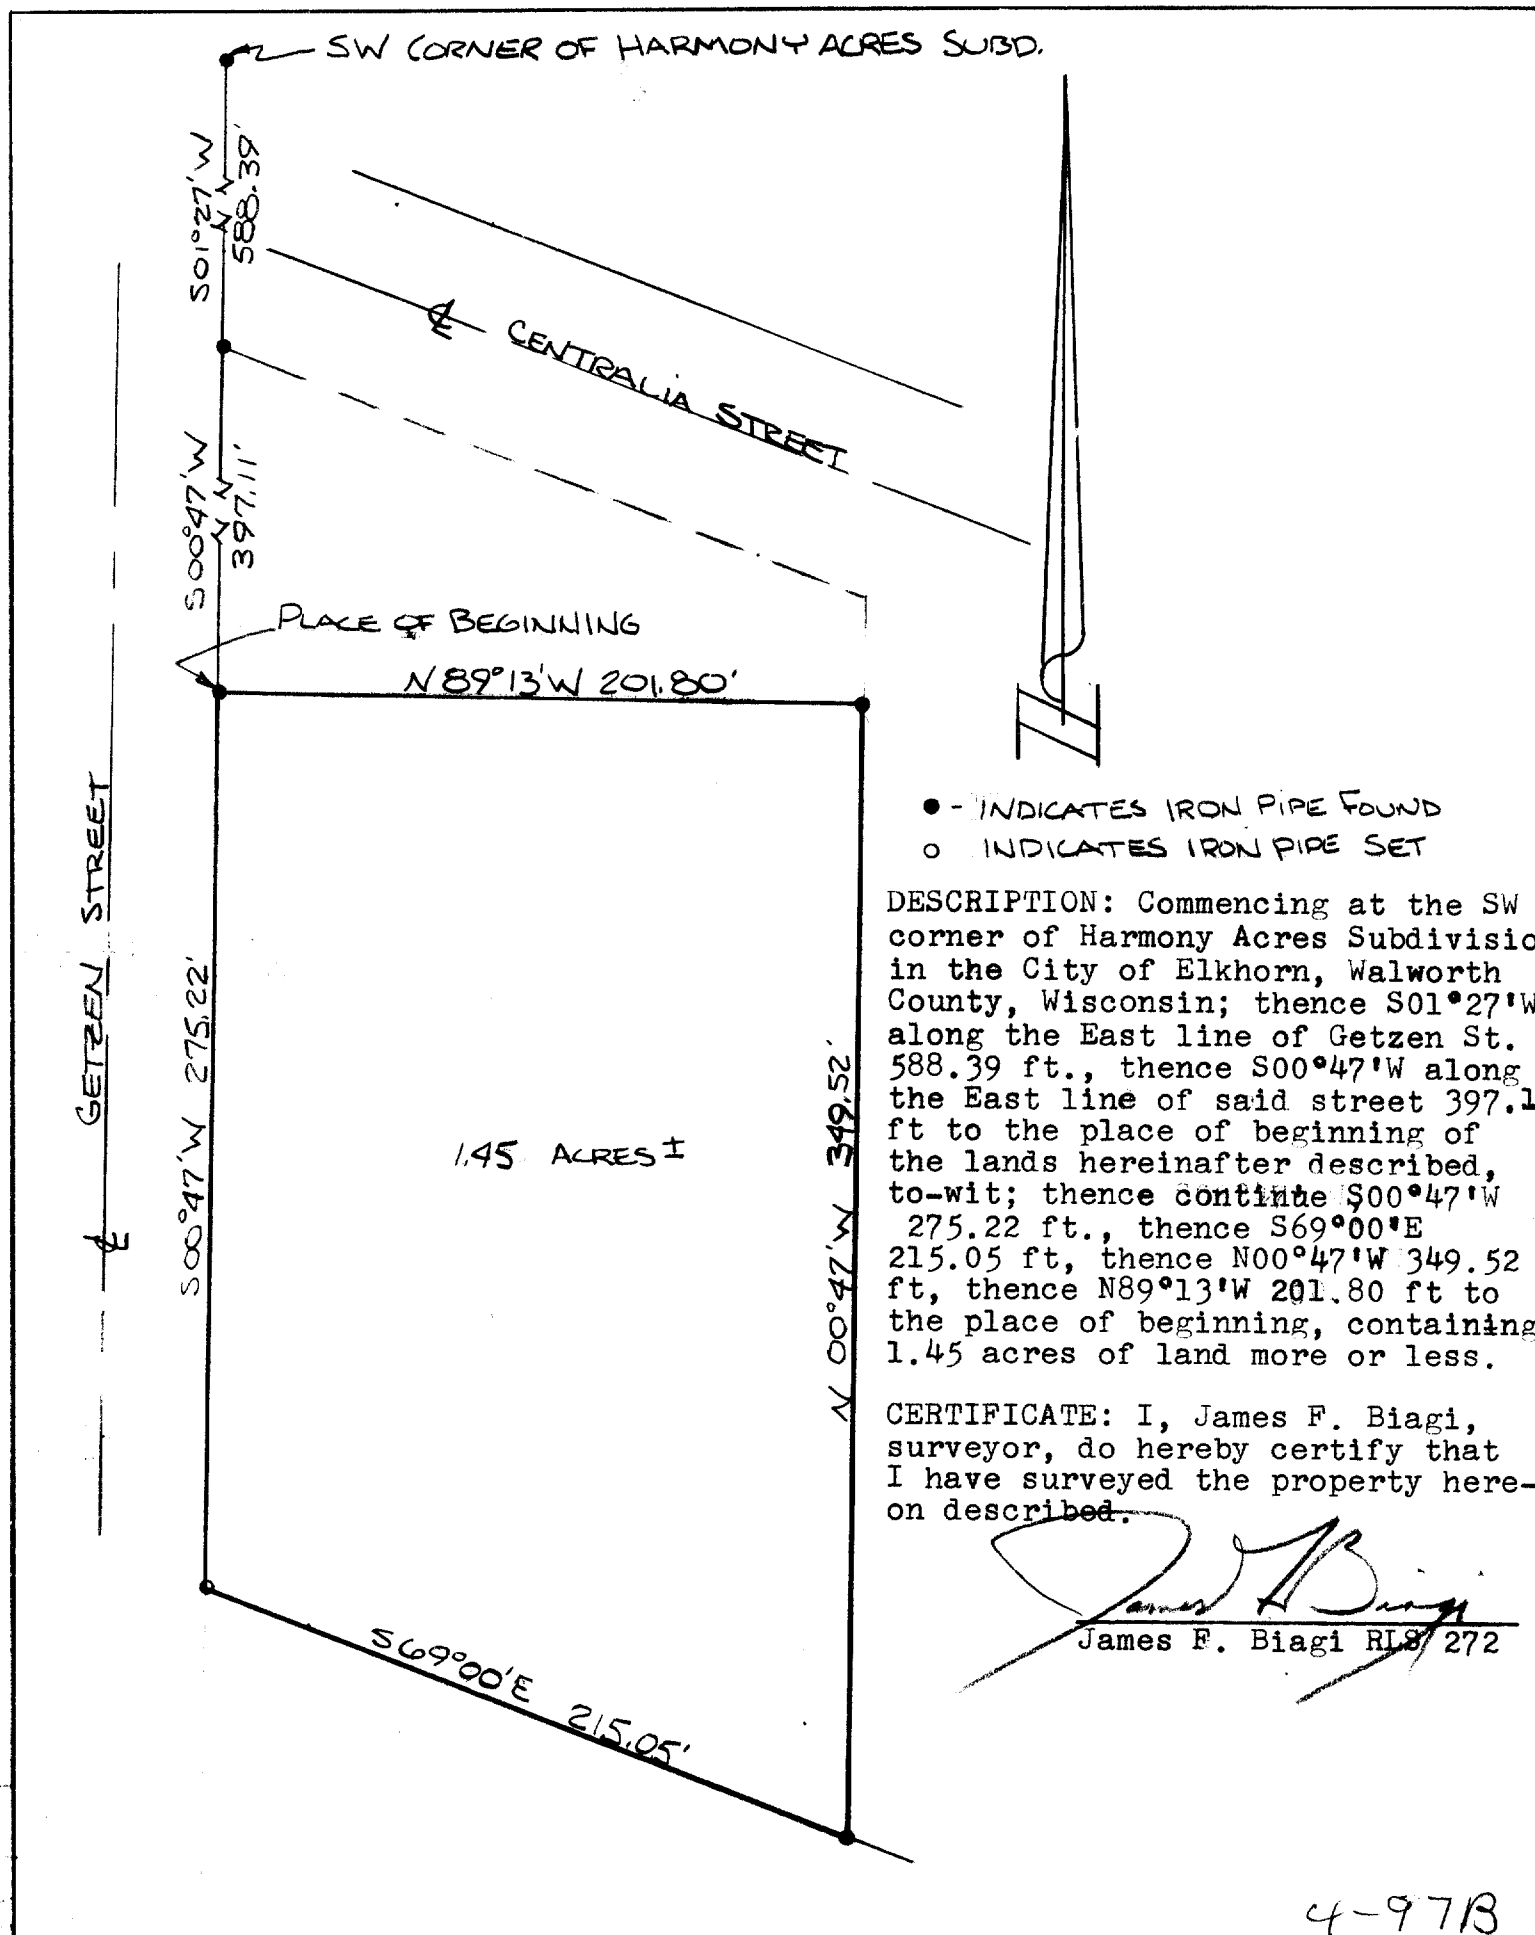 SW CORNER OF HARMONY ACRES SUBD.
S01°27'W
588.39'
℄ CENTRALIA STREET
S00°47'W
397.11'
PLACE OF BEGINNING
N89°13'W 201.80'
GETZEN STREET
℄
S00°47'W 275.22'
1.45 ACRES±
N 00°47'W 349.52'
S69°00'E 215.05'
● - INDICATES IRON PIPE FOUND
○ INDICATES IRON PIPE SET
DESCRIPTION: Commencing at the SW
corner of Harmony Acres Subdivisio
in the City of Elkhorn, Walworth
County, Wisconsin; thence S01°27'W
along the East line of Getzen St.
588.39 ft., thence S00°47'W along
the East line of said street 397.1
ft to the place of beginning of
the lands hereinafter described,
to-wit; thence continue S00°47'W
275.22 ft., thence S69°00'E
215.05 ft, thence N00°47'W 349.52
ft, thence N89°13'W 201.80 ft to
the place of beginning, containing
1.45 acres of land more or less.
CERTIFICATE: I, James F. Biagi,
surveyor, do hereby certify that
I have surveyed the property here-
on described.
James F Biagi
James F. Biagi RLS 272
4-97B